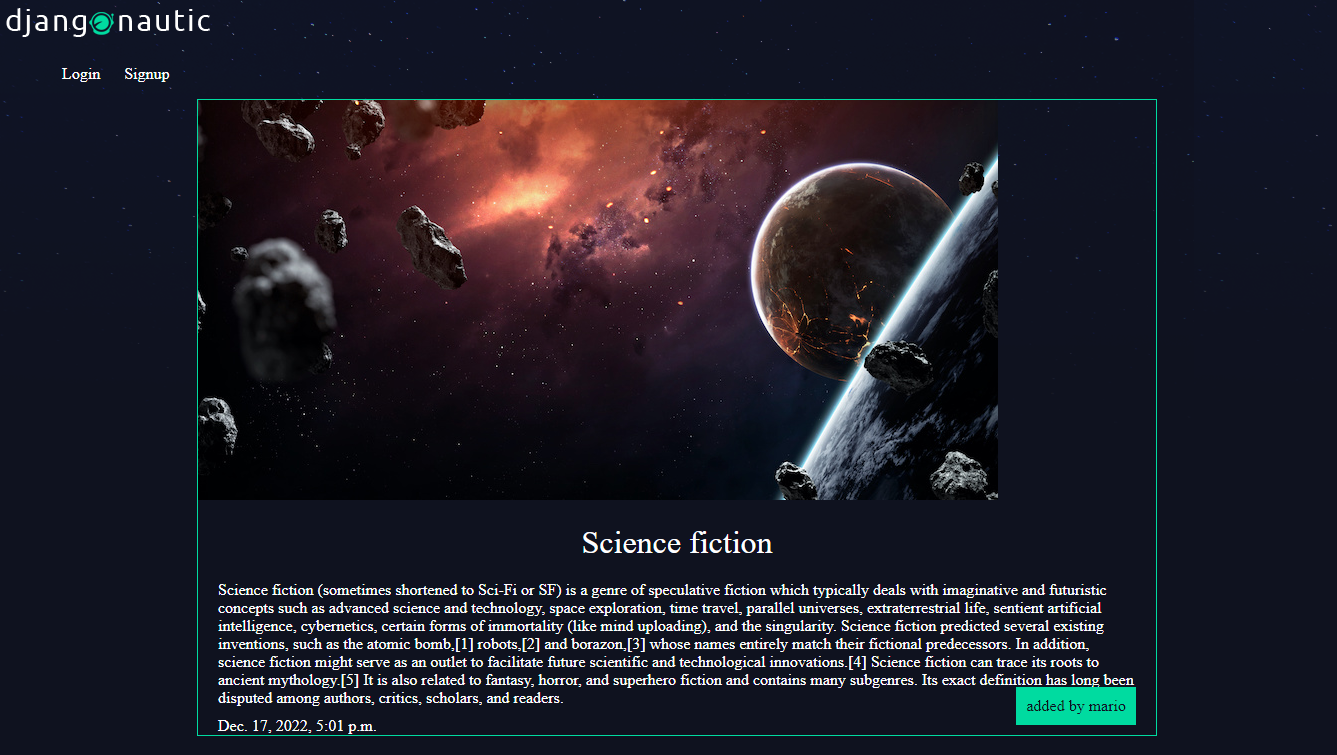 djangonautic
Login Signup
Science fiction
Science fiction (sometimes shortened to Sci-Fi or SF) is a genre of speculative fiction which typically deals with imaginative and futuristic
concepts such as advanced science and technology, space exploration, time travel, parallel universes, extraterrestrial life, sentient artificial
intelligence, cybernetics, certain forms of immortality (like mind uploading), and the singularity. Science fiction predicted several existing
inventions, such as the atomic bomb,[1] robots,[2] and borazon,[3] whose names entirely match their fictional predecessors. In addition,
science fiction might serve as an outlet to facilitate future scientific and technological innovations.[4] Science fiction can trace its roots to
ancient mythology.[5] It is also related to fantasy, horror, and superhero fiction and contains many subgenres. Its exact definition has long been
disputed among authors, critics, scholars, and readers.
added by mario
Dec. 17, 2022, 5:01 p.m.